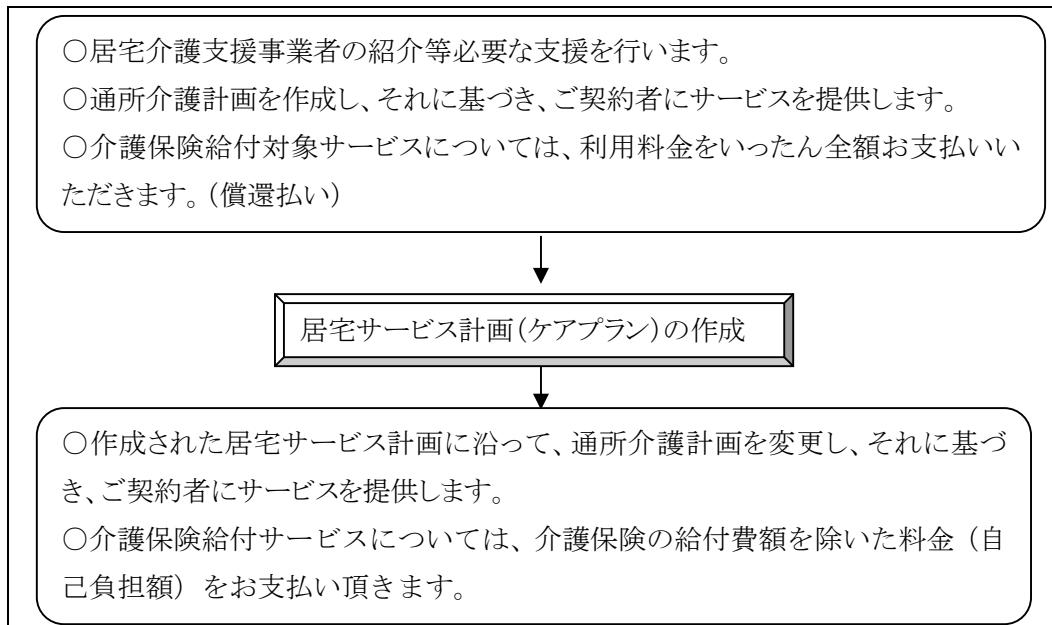 ○居宅介護支援事業者の紹介等必要な支援を行います。
○通所介護計画を作成し、それに基づき、ご契約者にサービスを提供します。
○介護保険給付対象サービスについては、利用料金をいったん全額お支払いい
ただきます。（償還払い）
居宅サービス計画（ケアプラン）の作成
○作成された居宅サービス計画に沿って、通所介護計画を変更し、それに基づ
き、ご契約者にサービスを提供します。
○介護保険給付サービスについては、介護保険の給付費額を除いた料金（自
己負担額）をお支払い頂きます。